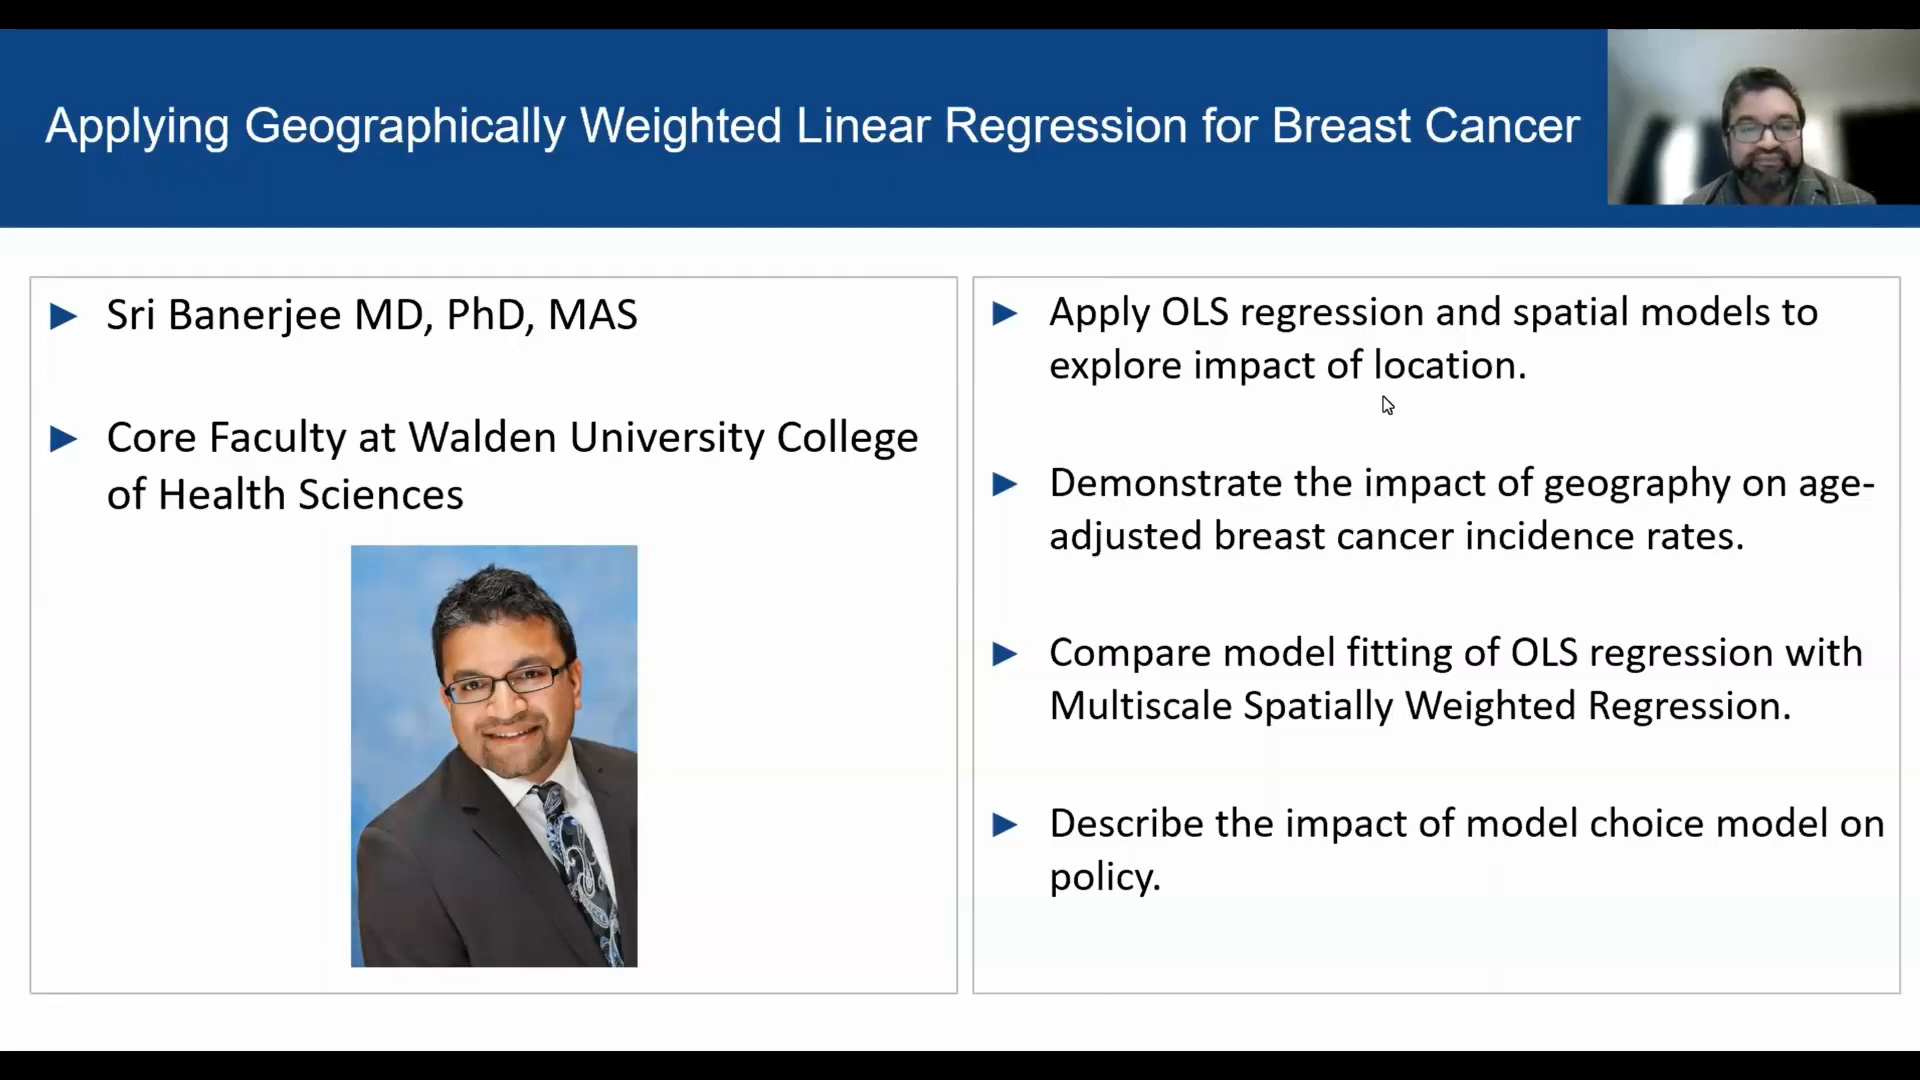 Applying Geographically Weighted Linear Regression for Breast Cancer
Sri Banerjee MD, PhD, MAS
Core Faculty at Walden University College
of Health Sciences
Apply OLS regression and spatial models to
explore impact of location.
Demonstrate the impact of geography on age-
adjusted breast cancer incidence rates.
Compare model fitting of OLS regression with
Multiscale Spatially Weighted Regression.
Describe the impact of model choice model on
policy.